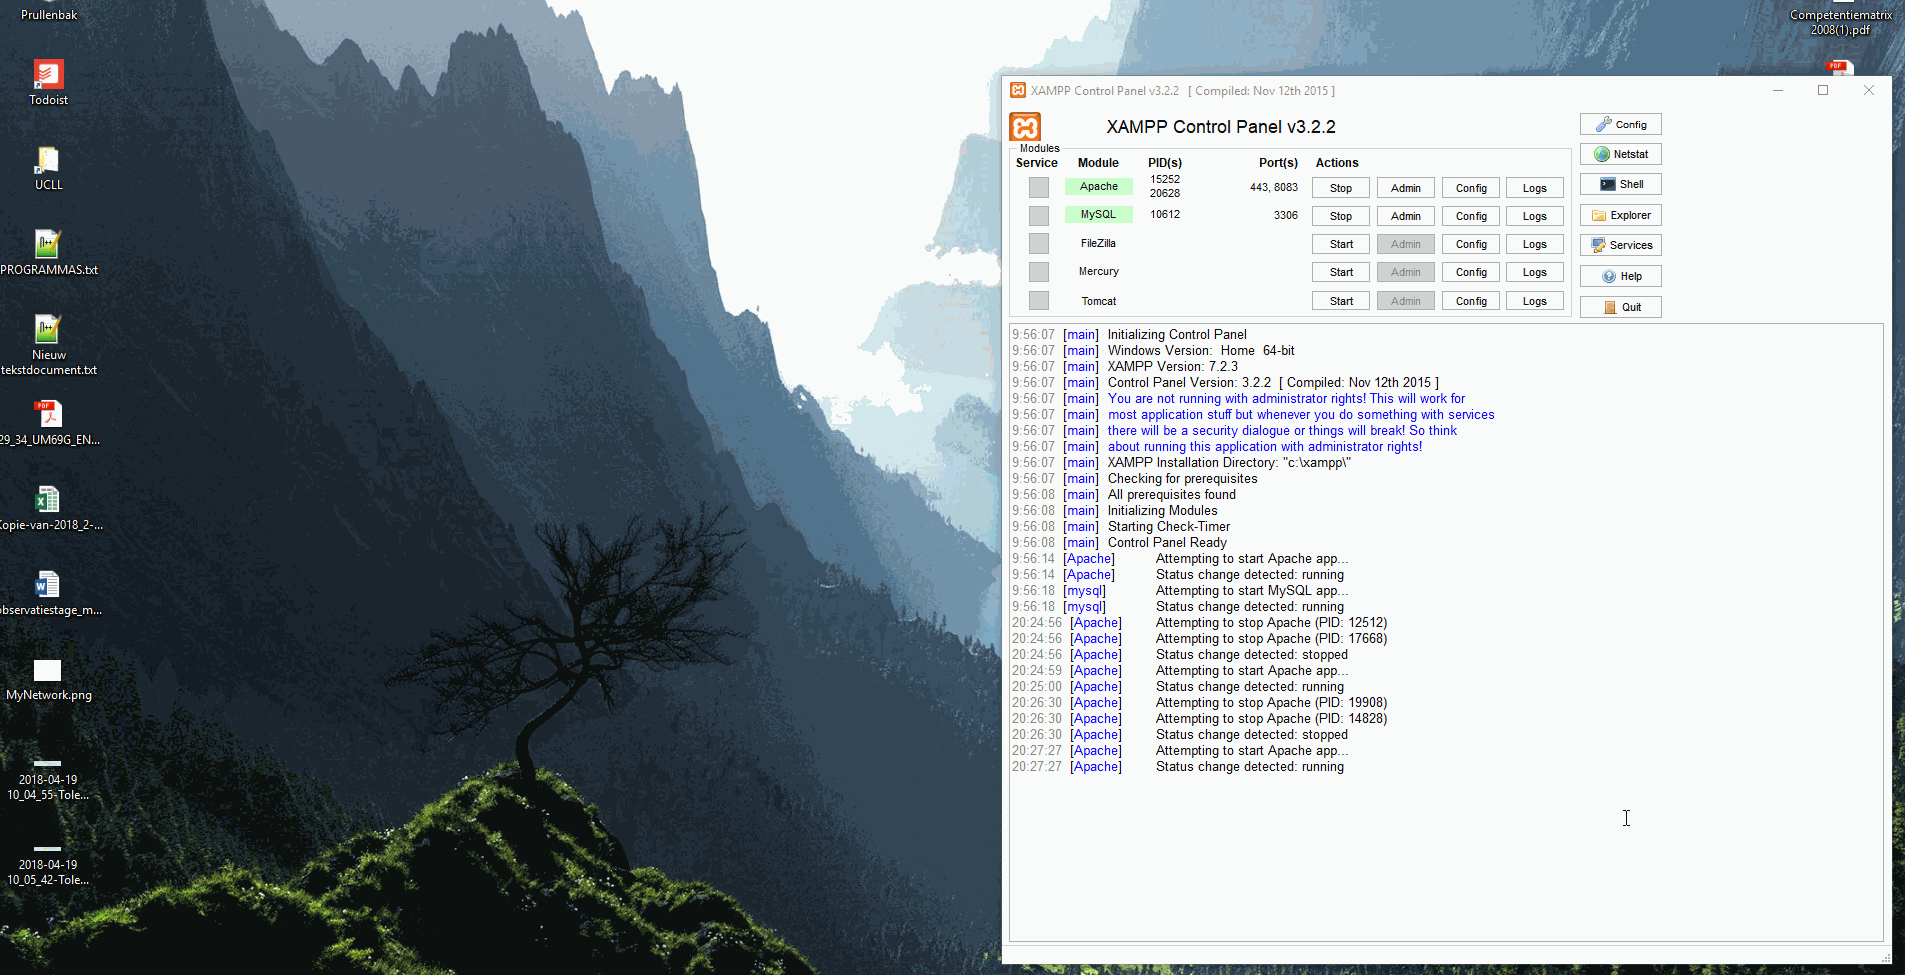 Prullenbak
Todoist
UCLL
PROGRAMMAS.txt
Nieuw
tekstdocument.txt
29_34_UM69G_EN...
Kopie-van-2018_2-...
observatiestage_m...
MyNetwork.png
2018-04-19
10_04_55-Tole...
2018-04-19
10_05_42-Tole...
Competentiematrix
2008(1).pdf
PDF
XAMPP Control Panel v3.2.2 [ Compiled: Nov 12th 2015 ]
XAMPP Control Panel v3.2.2
Modules
Service Module PID(s) Port(s) Actions
Apache 15252 20628 443, 8083 Stop Admin Config Logs
MySQL 10612 3306 Stop Admin Config Logs
FileZilla Start Admin Config Logs
Mercury Start Admin Config Logs
Tomcat Start Admin Config Logs
Config
Netstat
Shell
Explorer
Services
Help
Quit
9:56:07 [main] Initializing Control Panel
9:56:07 [main] Windows Version: Home 64-bit
9:56:07 [main] XAMPP Version: 7.2.3
9:56:07 [main] Control Panel Version: 3.2.2 [ Compiled: Nov 12th 2015 ]
9:56:07 [main] You are not running with administrator rights! This will work for
9:56:07 [main] most application stuff but whenever you do something with services
9:56:07 [main] there will be a security dialogue or things will break! So think
9:56:07 [main] about running this application with administrator rights!
9:56:07 [main] XAMPP Installation Directory: "c:\xampp\"
9:56:07 [main] Checking for prerequisites
9:56:08 [main] All prerequisites found
9:56:08 [main] Initializing Modules
9:56:08 [main] Starting Check-Timer
9:56:08 [main] Control Panel Ready
9:56:14 [Apache] Attempting to start Apache app...
9:56:14 [Apache] Status change detected: running
9:56:18 [mysql] Attempting to start MySQL app...
9:56:18 [mysql] Status change detected: running
20:24:56 [Apache] Attempting to stop Apache (PID: 12512)
20:24:56 [Apache] Attempting to stop Apache (PID: 17668)
20:24:56 [Apache] Status change detected: stopped
20:24:59 [Apache] Attempting to start Apache app...
20:25:00 [Apache] Status change detected: running
20:26:30 [Apache] Attempting to stop Apache (PID: 19908)
20:26:30 [Apache] Attempting to stop Apache (PID: 14828)
20:26:30 [Apache] Status change detected: stopped
20:27:27 [Apache] Attempting to start Apache app...
20:27:27 [Apache] Status change detected: running